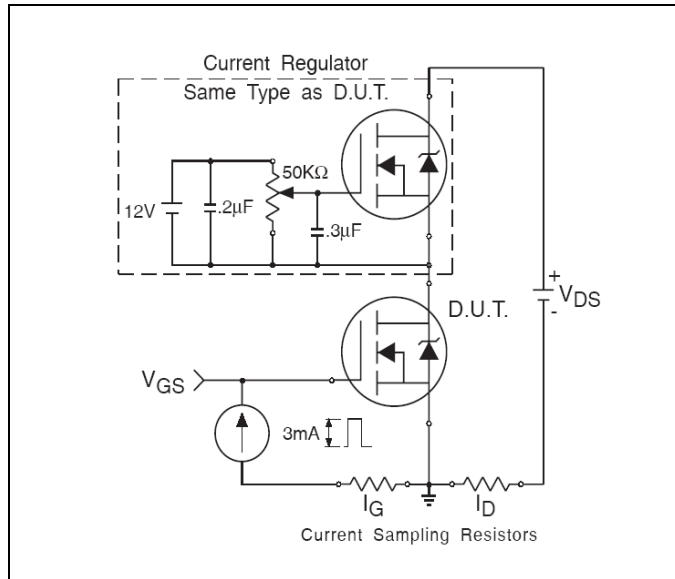 Current Regulator
Same Type as D.U.T.
50KΩ
12V
.2µF
.3µF
D.U.T.
+
VDS
-
VGS
3mA
IG
ID
Current Sampling Resistors